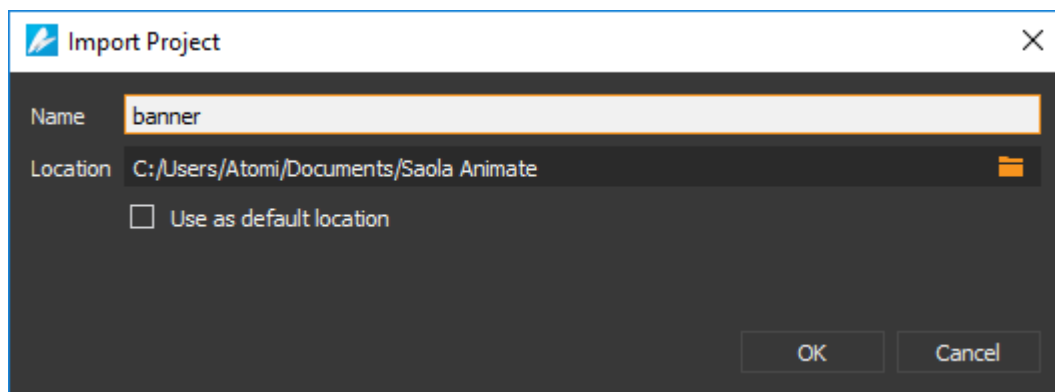 Import Project
Name banner
Location C:/Users/Atomi/Documents/Saola Animate
Use as default location
OK Cancel